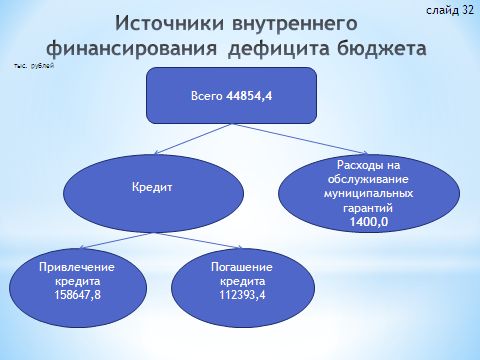 слайд 32
Источники внутреннего
финансирования дефицита бюджета
тыс. рублей
Всего 44854,4
Кредит
Расходы на
обслуживание
муниципальных
гарантий
1400,0
Привлечение
кредита
158647,8
Погашение
кредита
112393,4